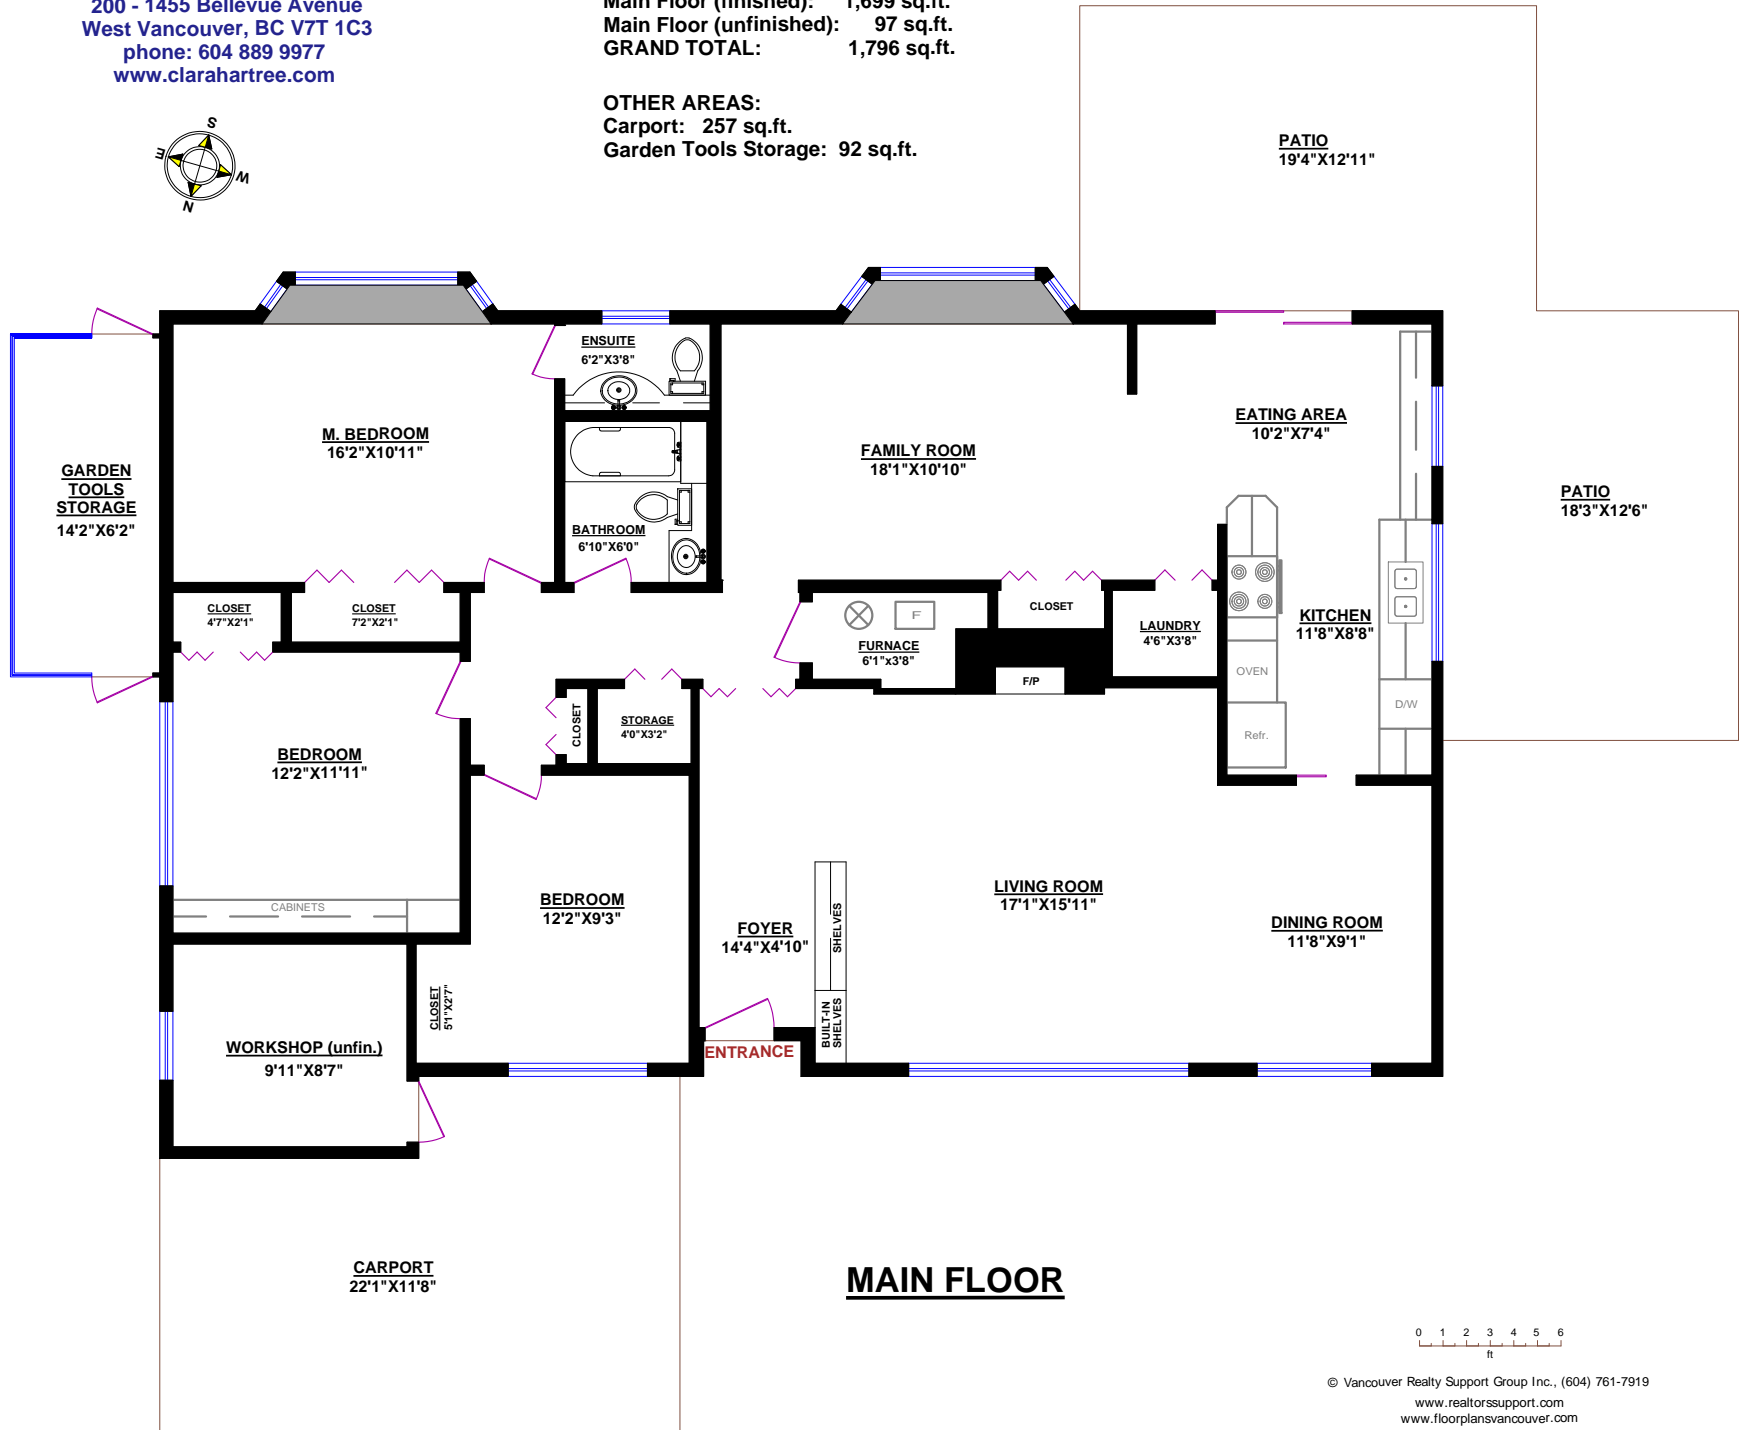 200 - 1455 Bellevue Avenue
West Vancouver, BC V7T 1C3
phone: 604 889 9977
www.clarahartree.com
Main Floor (finished): 1,699 sq.ft.
Main Floor (unfinished): 97 sq.ft.
GRAND TOTAL: 1,796 sq.ft.
OTHER AREAS:
Carport: 257 sq.ft.
Garden Tools Storage: 92 sq.ft.
S
E
W
N
PATIO
19'4"X12'11"
ENSUITE
6'2"X3'8"
M. BEDROOM
16'2"X10'11"
FAMILY ROOM
18'1"X10'10"
EATING AREA
10'2"X7'4"
GARDEN
TOOLS
STORAGE
14'2"X6'2"
PATIO
18'3"X12'6"
BATHROOM
6'10"X6'0"
CLOSET
4'7"X2'1"
CLOSET
7'2"X2'1"
F
FURNACE
6'1"x3'8"
CLOSET
F/P
LAUNDRY
4'6"X3'8"
KITCHEN
11'8"X8'8"
OVEN
D/W
Refr.
CLOSET
STORAGE
4'0"X3'2"
BEDROOM
12'2"X11'11"
CABINETS
BEDROOM
12'2"X9'3"
FOYER
14'4"X4'10"
SHELVES
BUILT-IN
SHELVES
LIVING ROOM
17'1"X15'11"
DINING ROOM
11'8"X9'1"
CLOSET
5'1"X2'7"
WORKSHOP (unfin.)
9'11"X8'7"
ENTRANCE
CARPORT
22'1"X11'8"
MAIN FLOOR
0 1 2 3 4 5 6
ft
© Vancouver Realty Support Group Inc., (604) 761-7919
www.realtorssupport.com
www.floorplansvancouver.com